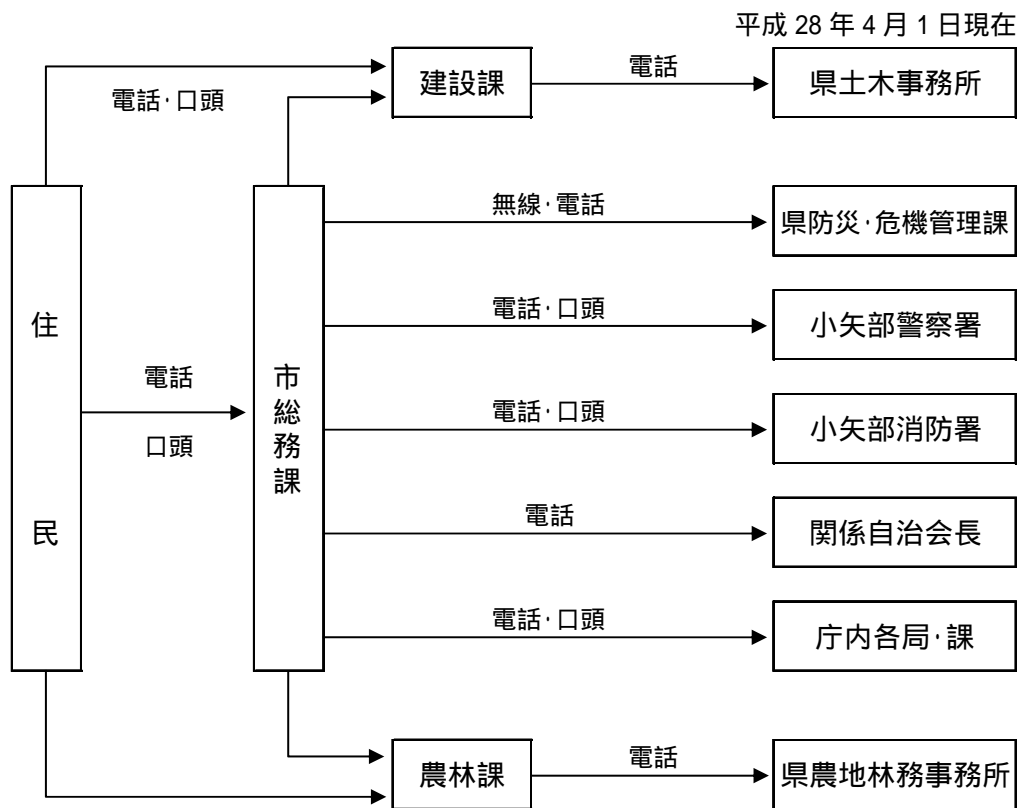 平成 28 年 4 月 1 日現在
電話・口頭
建設課
電話
県土木事務所
住民
電話
口頭
市総務課
無線・電話
県防災・危機管理課
電話・口頭
小矢部警察署
電話・口頭
小矢部消防署
電話
関係自治会長
電話・口頭
庁内各局・課
農林課
電話
県農地林務事務所